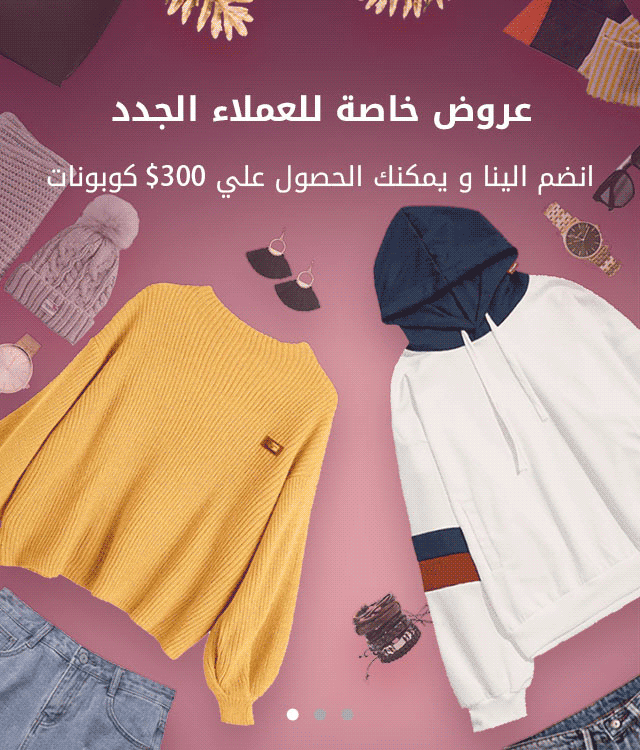 عروض خاصة للعملاء الجدد
انضم الينا و يمكنك الحصول علي 300$ كوبونات